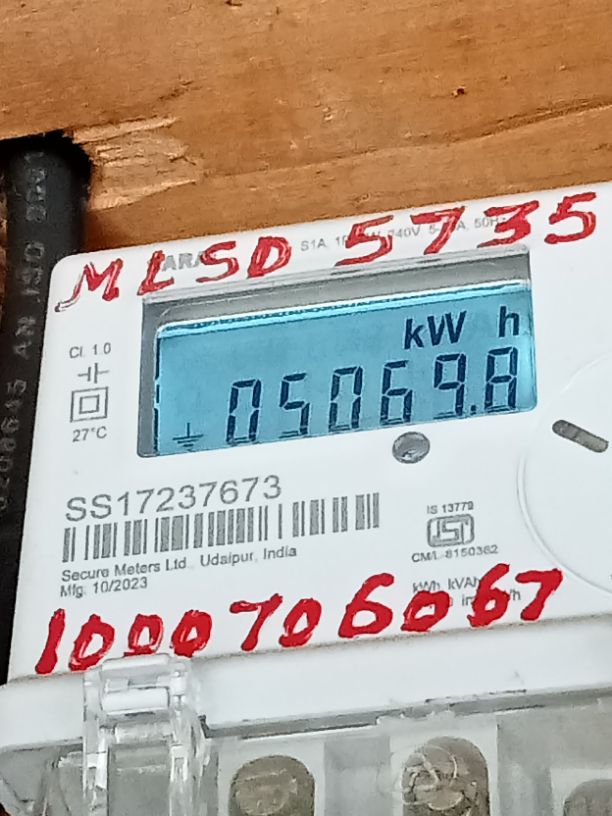 MLSD 5735
kW h
05069.8
Cl. 1.0
27°C
SS17237673
Secure Meters Ltd., Udaipur, India
Mfg. 10/2023
IS 13779
ISI
CM/L-8150362
1000706067